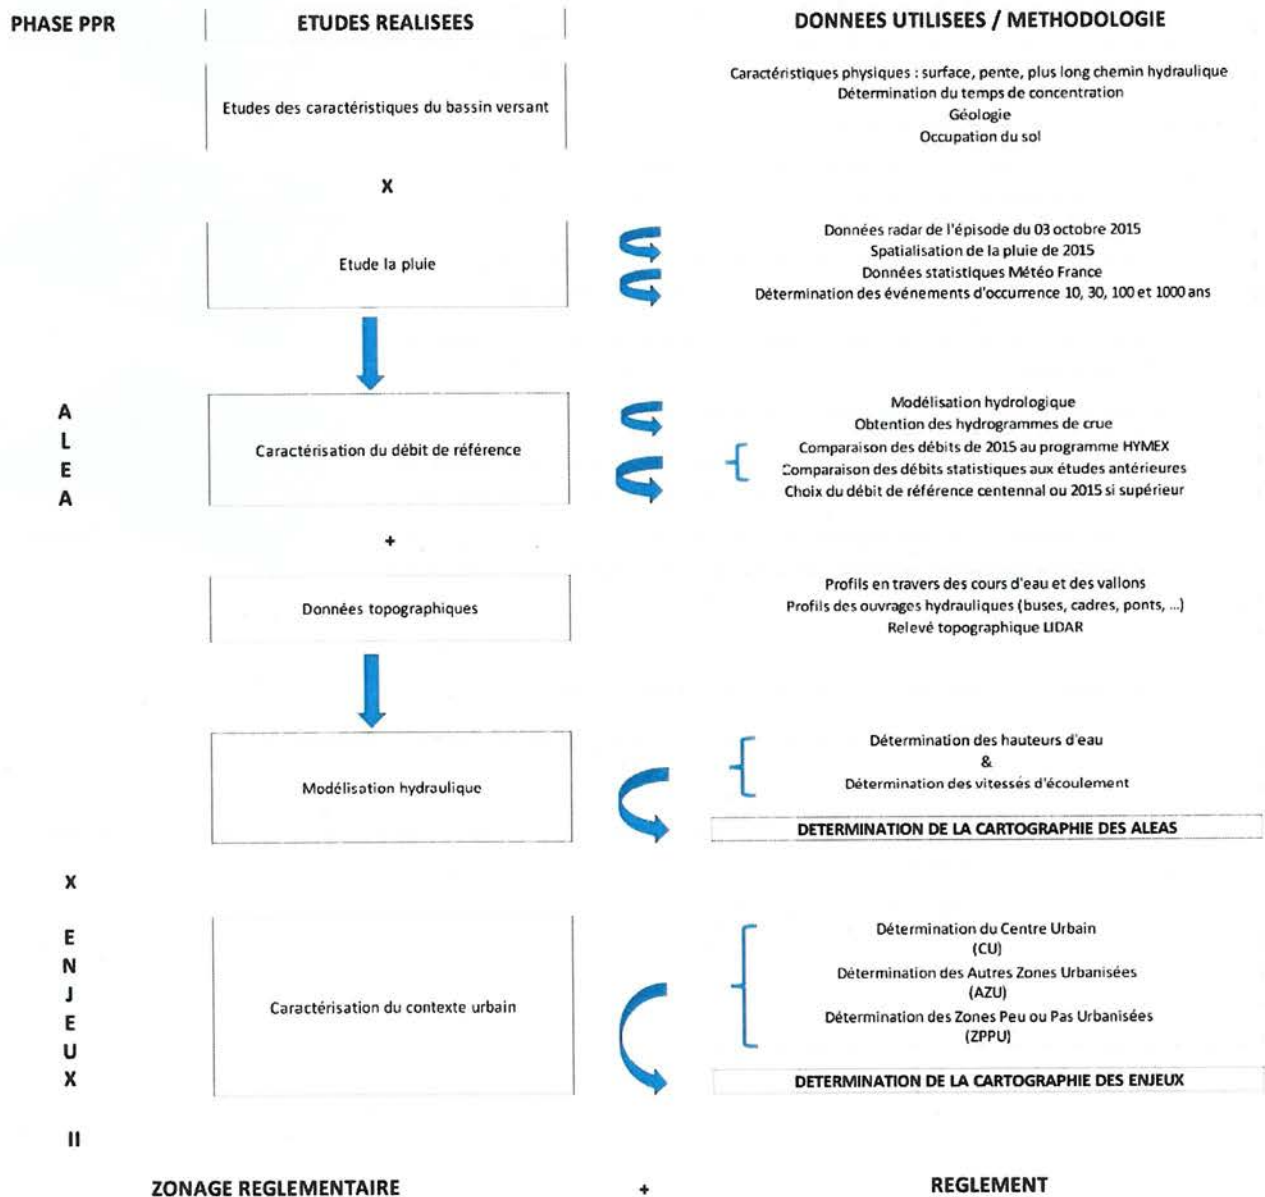 PHASE PPR
ETUDES REALISEES
DONNEES UTILISEES / METHODOLOGIE
Etudes des caractéristiques du bassin versant
Caractéristiques physiques : surface, pente, plus long chemin hydraulique
Détermination du temps de concentration
Géologie
Occupation du sol
X
Etude la pluie
Données radar de l'épisode du 03 octobre 2015
Spatialisation de la pluie de 2015
Données statistiques Météo France
Détermination des événements d'occurrence 10, 30, 100 et 1000 ans
A
L
E
A
Caractérisation du débit de référence
Modélisation hydrologique
Obtention des hydrogrammes de crue
Comparaison des débits de 2015 au programme HYMEX
Comparaison des débits statistiques aux études antérieures
Choix du débit de référence centennal ou 2015 si supérieur
+
Données topographiques
Profils en travers des cours d'eau et des vallons
Profils des ouvrages hydrauliques (buses, cadres, ponts, ...)
Relevé topographique LIDAR
Modélisation hydraulique
Détermination des hauteurs d'eau
&
Détermination des vitessés d'écoulement
DETERMINATION DE LA CARTOGRAPHIE DES ALEAS
X
E
N
J
E
U
X
Caractérisation du contexte urbain
Détermination du Centre Urbain
(CU)
Détermination des Autres Zones Urbanisées
(AZU)
Détermination des Zones Peu ou Pas Urbanisées
(ZPPU)
DETERMINATION DE LA CARTOGRAPHIE DES ENJEUX
II
ZONAGE REGLEMENTAIRE
+
REGLEMENT